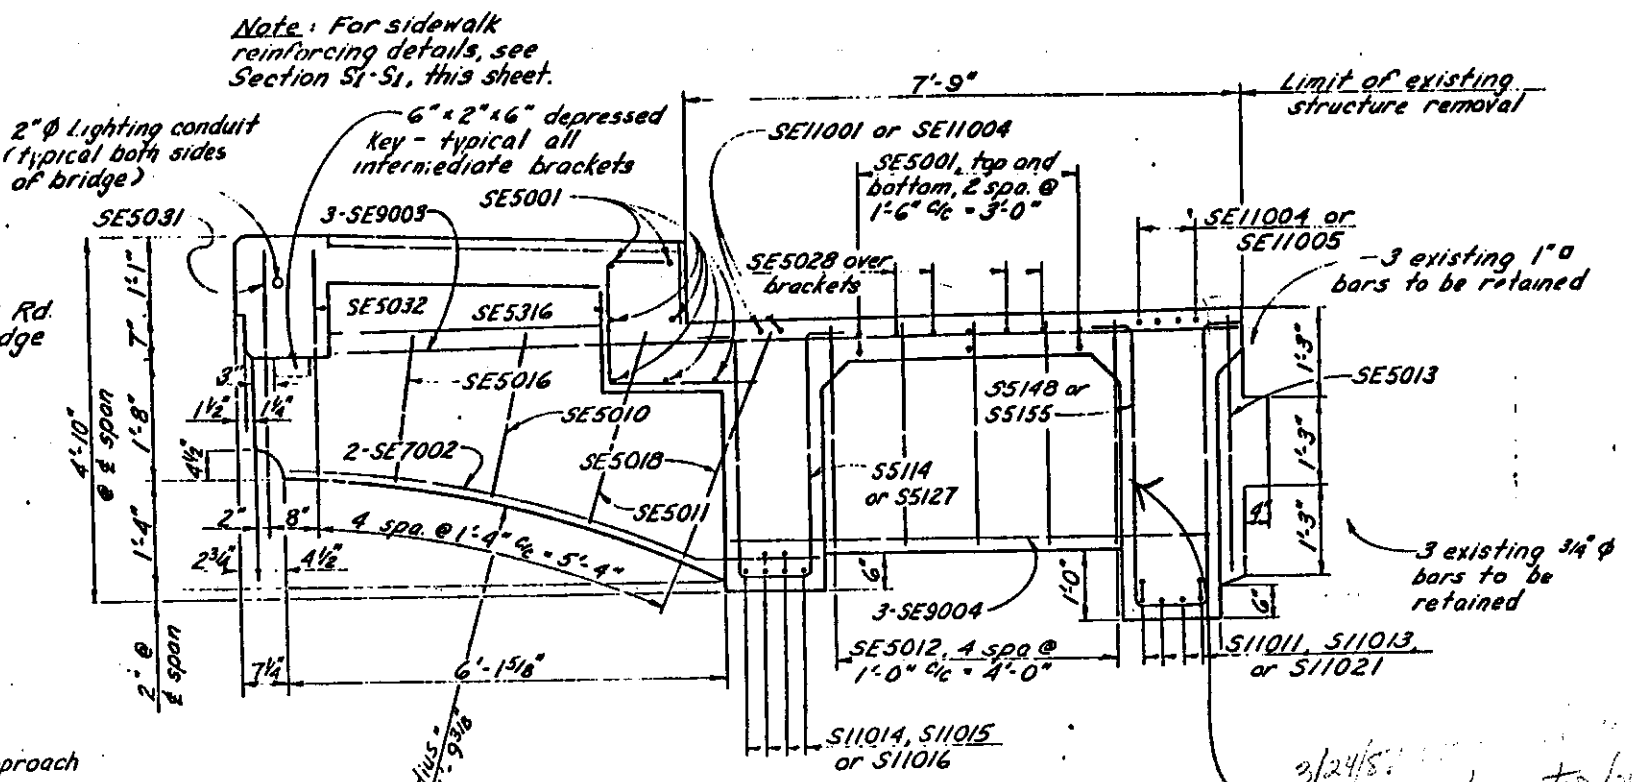 Note: For sidewalk
reinforcing details, see
Section S1-S1, this sheet.
7'-9"
Limit of existing
structure removal
2"Φ Lighting conduit
(typical both sides
of bridge)
6" x 2" x 6" depressed
key - typical all
intermediate brackets
SE11001 or SE11004
SE5001, top and
bottom, 2 spa. @
1'-6" c/c = 3'-0"
SE5031
3-SE9003
SE5001
SE11004 or
SE11005
SE5028 over
brackets
3 existing 1"□
bars to be retained
Rd.
dge
1'-1"
7"
SE5032
SE5316
SE5016
SE5010
S5148 or
S5155
SE5013
1'-3"
3"
1½"
1¼"
4'-10"
@ ℄ span
1'-8"
4½"
2-SE7002
SE5018
S5114
or S5127
1'-3"
SE5011
1'-4"
2"
8"
4 spa. @ 1'-4" c/c = 5'-4"
2¾"
4½"
6"
3-SE9004
1'-0"
4"
1'-3"
6"
3 existing ¾"Φ
bars to be
retained
2" @
℄ span
7¼"
6'-1⅝"
SE5012, 4 spa @
1'-0" c/c = 4'-0"
S11011, S11013,
or S11021
S11014, S11015
or S11016
9⅜"
proach